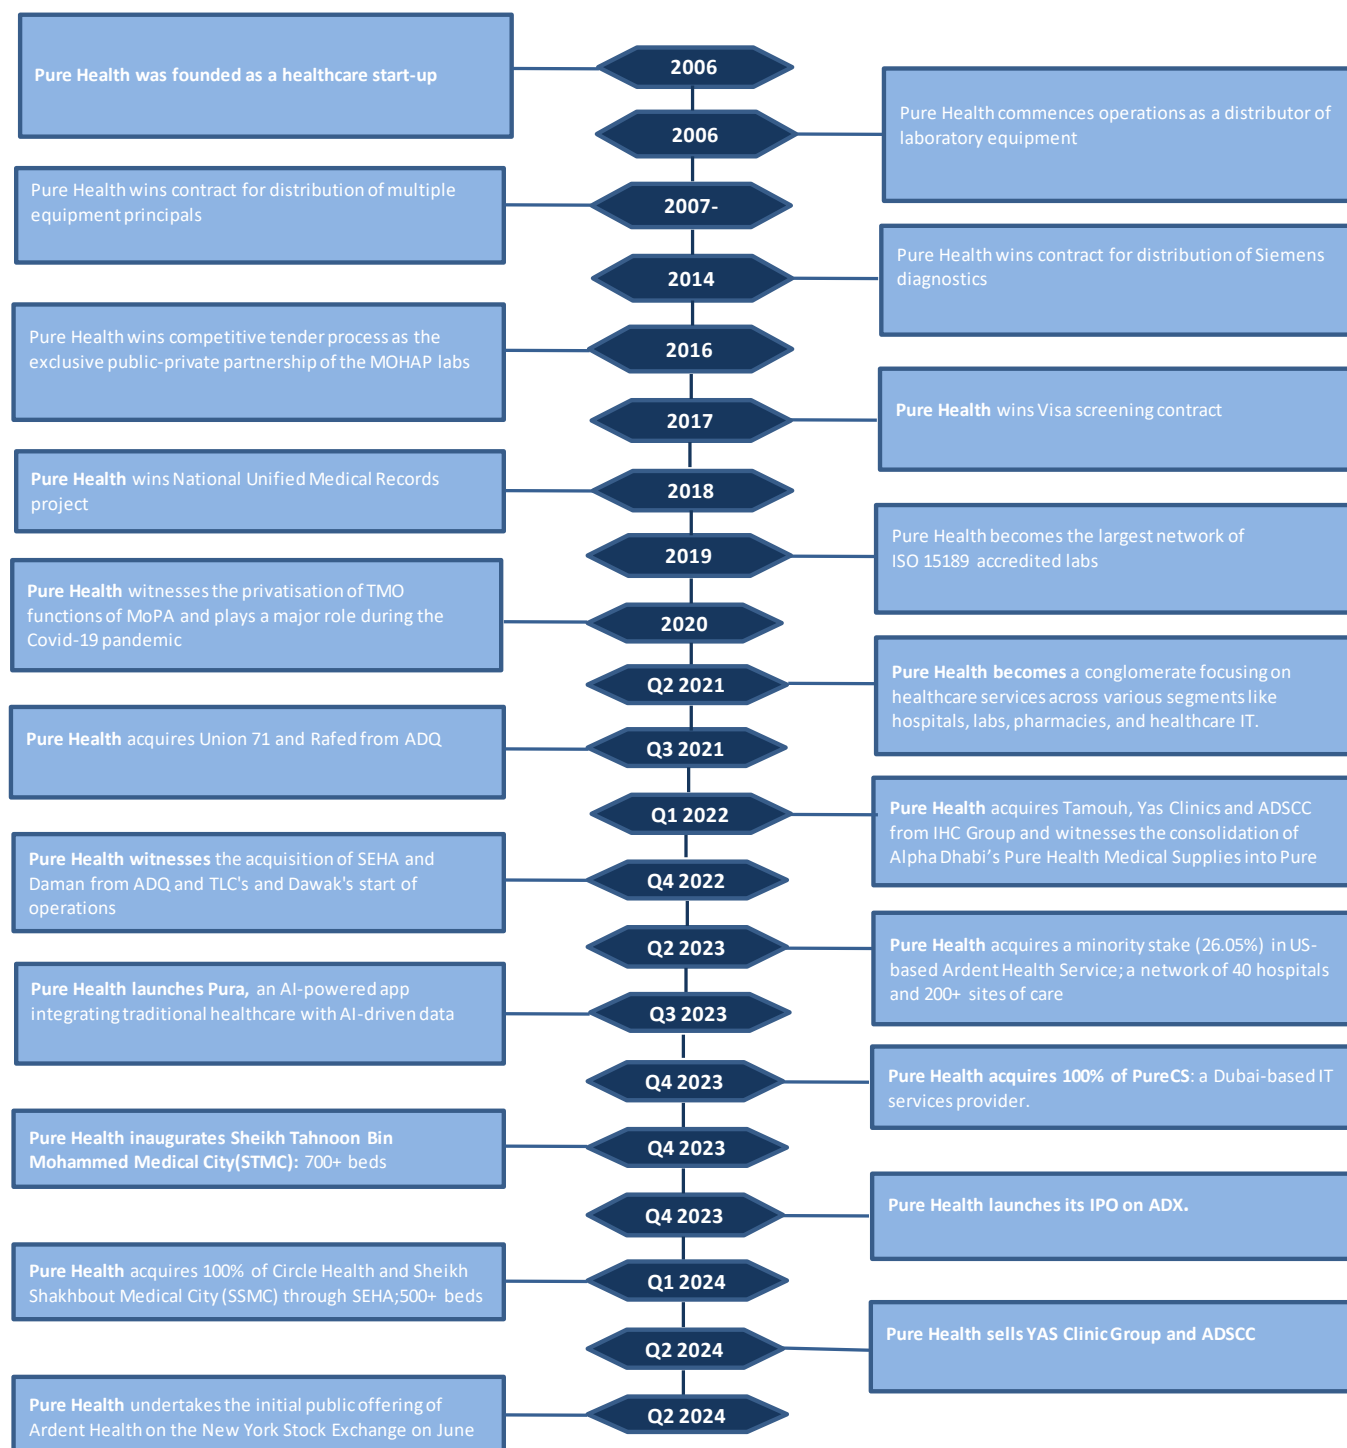 Pure Health was founded as a healthcare start-up
2006
2006
Pure Health commences operations as a distributor of
laboratory equipment
Pure Health wins contract for distribution of multiple
equipment principals
2007-
2014
Pure Health wins contract for distribution of Siemens
diagnostics
Pure Health wins competitive tender process as the
exclusive public-private partnership of the MOHAP labs
2016
2017
Pure Health wins Visa screening contract
Pure Health wins National Unified Medical Records
project
2018
2019
Pure Health becomes the largest network of
ISO 15189 accredited labs
Pure Health witnesses the privatisation of TMO
functions of MoPA and plays a major role during the
Covid-19 pandemic
2020
Q2 2021
Pure Health becomes a conglomerate focusing on
healthcare services across various segments like
hospitals, labs, pharmacies, and healthcare IT.
Pure Health acquires Union 71 and Rafed from ADQ
Q3 2021
Q1 2022
Pure Health acquires Tamouh, Yas Clinics and ADSCC
from IHC Group and witnesses the consolidation of
Alpha Dhabi's Pure Health Medical Supplies into Pure
Pure Health witnesses the acquisition of SEHA and
Daman from ADQ and TLC's and Dawak's start of
operations
Q4 2022
Q2 2023
Pure Health acquires a minority stake (26.05%) in US-
based Ardent Health Service; a network of 40 hospitals
and 200+ sites of care
Pure Health launches Pura, an AI-powered app
integrating traditional healthcare with AI-driven data
Q3 2023
Q4 2023
Pure Health acquires 100% of PureCS: a Dubai-based IT
services provider.
Pure Health inaugurates Sheikh Tahnoon Bin
Mohammed Medical City(STMC): 700+ beds
Q4 2023
Q4 2023
Pure Health launches its IPO on ADX.
Pure Health acquires 100% of Circle Health and Sheikh
Shakhbout Medical City (SSMC) through SEHA;500+ beds
Q1 2024
Q2 2024
Pure Health sells YAS Clinic Group and ADSCC
Pure Health undertakes the initial public offering of
Ardent Health on the New York Stock Exchange on June
Q2 2024